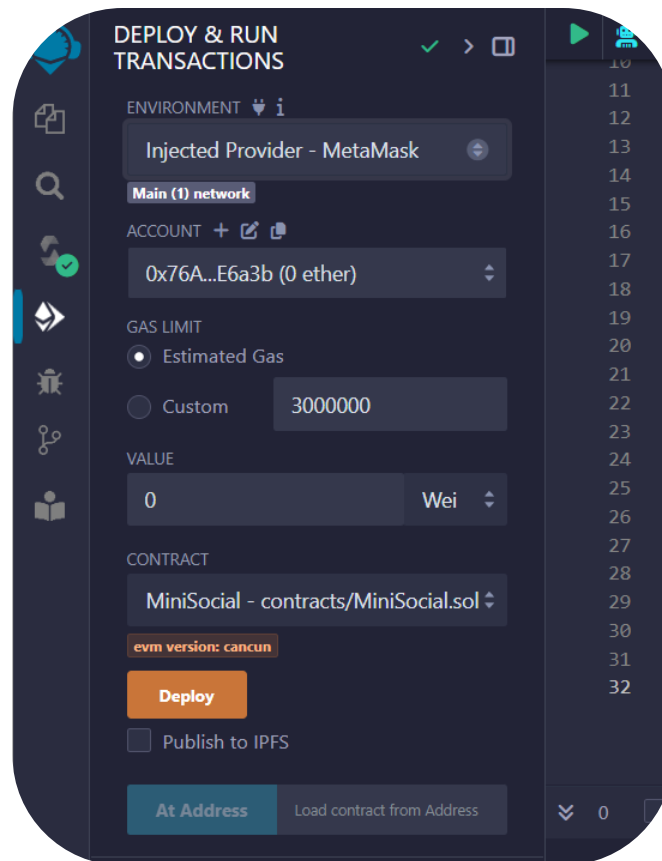 DEPLOY & RUN
TRANSACTIONS
ENVIRONMENT
Injected Provider - MetaMask
Main (1) network
ACCOUNT
0x76A...E6a3b (0 ether)
GAS LIMIT
Estimated Gas
Custom
3000000
VALUE
0
Wei
CONTRACT
MiniSocial - contracts/MiniSocial.sol
evm version: cancun
Deploy
Publish to IPFS
At Address
Load contract from Address
10
11
12
13
14
15
16
17
18
19
20
21
22
23
24
25
26
27
28
29
30
31
32
0